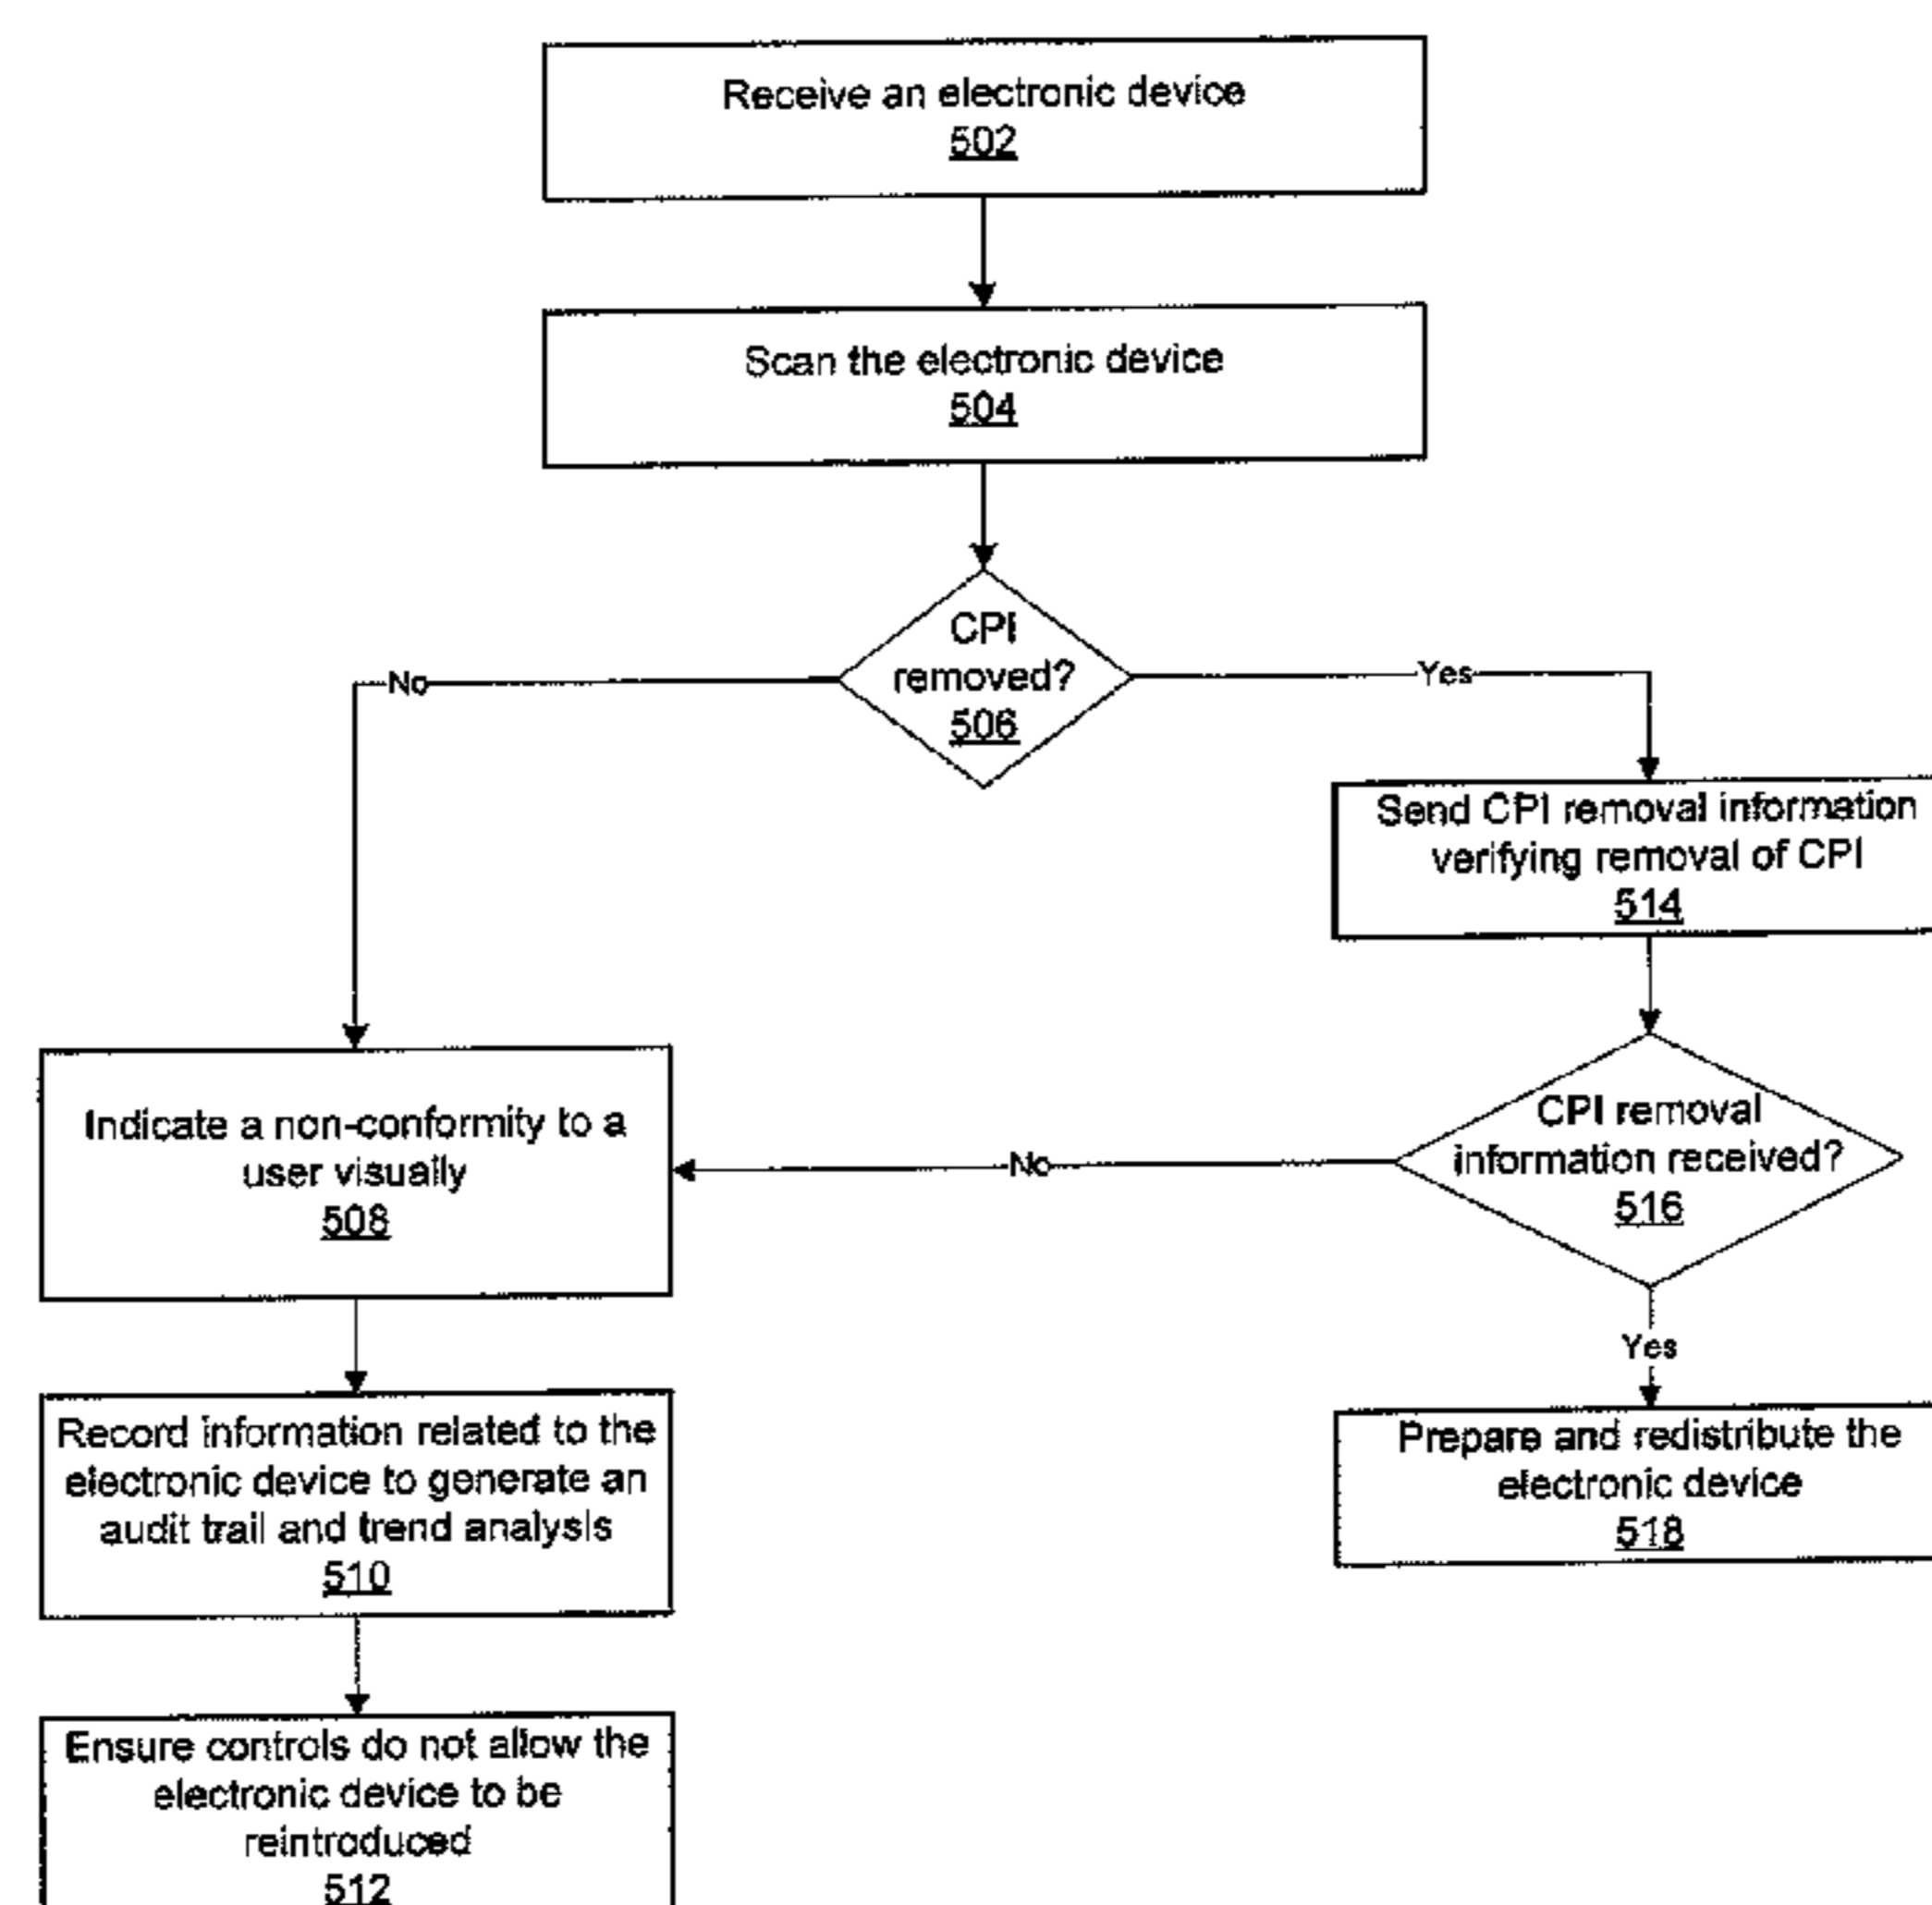 Receive an electronic device
502
Scan the electronic device
504
CPI
removed?
506
No
Yes
Send CPI removal information
verifying removal of CPI
514
Indicate a non-conformity to a
user visually
508
No
CPI removal
information received?
516
Yes
Record information related to the
electronic device to generate an
audit trail and trend analysis
510
Prepare and redistribute the
electronic device
518
Ensure controls do not allow the
electronic device to be
reintroduced
512